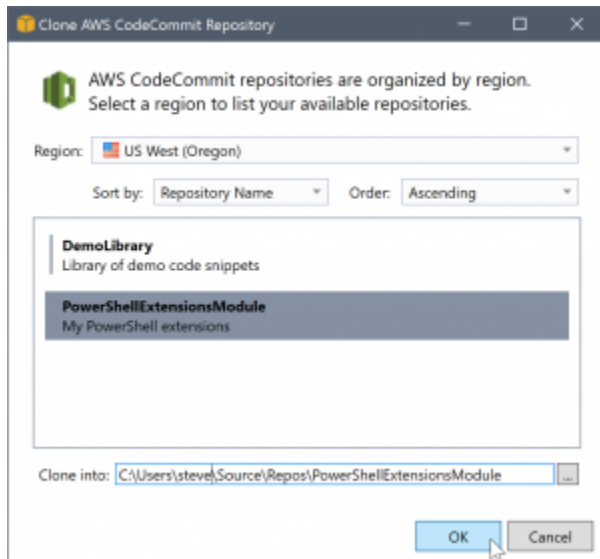 Clone AWS CodeCommit Repository
AWS CodeCommit repositories are organized by region.
Select a region to list your available repositories.
Region: US West (Oregon)
Sort by: Repository Name Order: Ascending
DemoLibrary
Library of demo code snippets
PowerShellExtensionsModule
My PowerShell extensions
Clone into: C:\Users\steve\Source\Repos\PowerShellExtensionsModule ...
OK Cancel